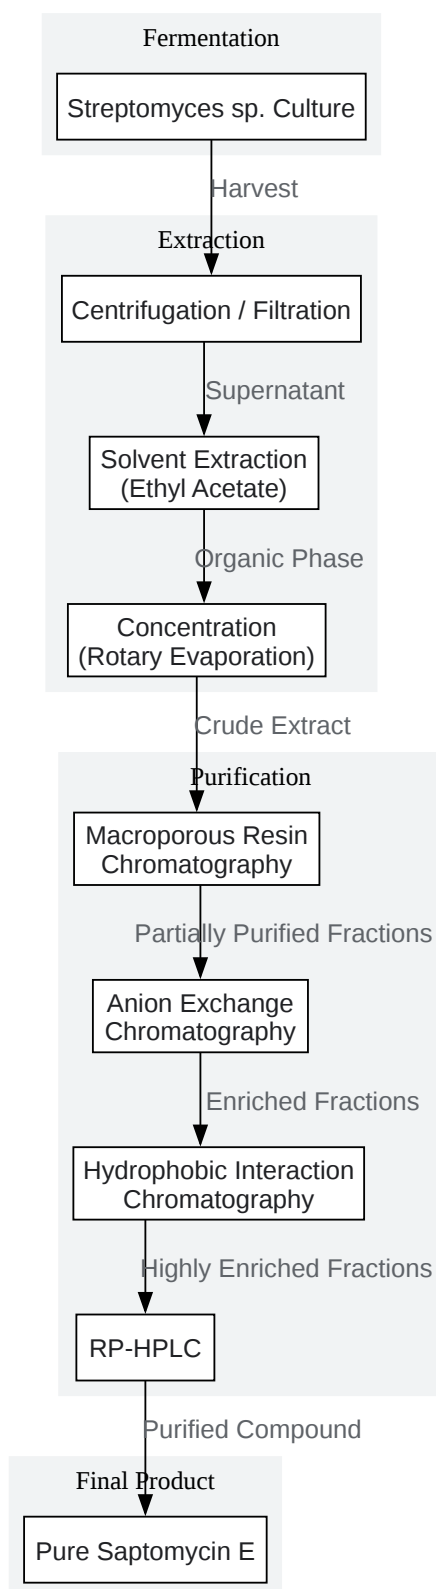 Fermentation
Streptomyces sp. Culture
Harvest
Extraction
Centrifugation / Filtration
Supernatant
Solvent Extraction
(Ethyl Acetate)
Organic Phase
Concentration
(Rotary Evaporation)
Crude Extract
Purification
Macroporous Resin
Chromatography
Partially Purified Fractions
Anion Exchange
Chromatography
Enriched Fractions
Hydrophobic Interaction
Chromatography
Highly Enriched Fractions
RP-HPLC
Purified Compound
Final Product
Pure Saptomycin E